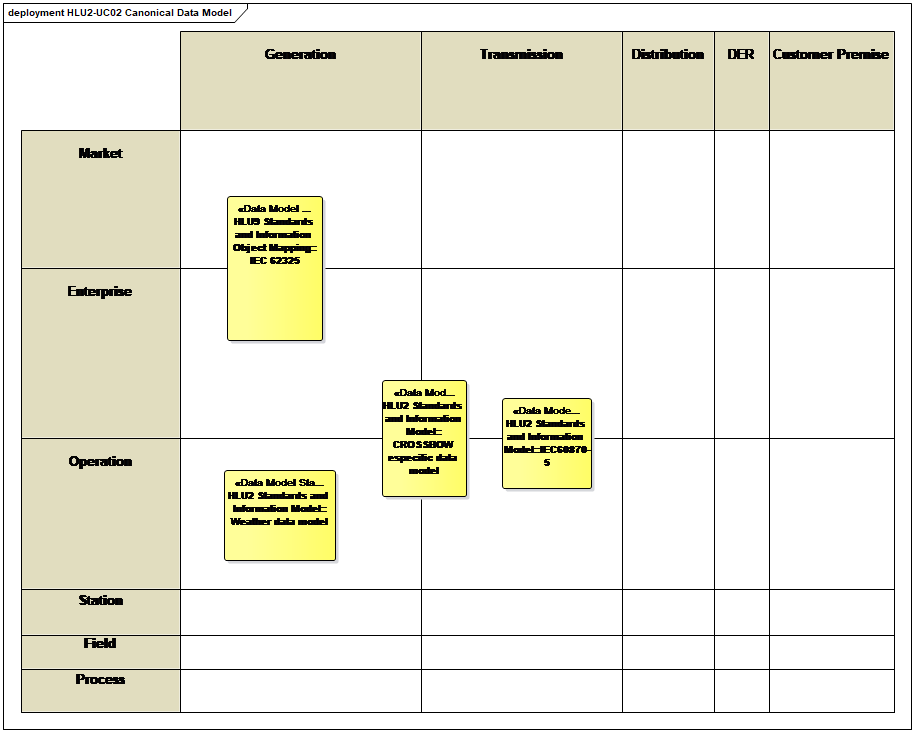 deployment HLU2-UC02 Canonical Data Model
Generation
Transmission
Distribution
DER
Customer Premise
Market
«Data Model ...
HLU9 Standards
and Information
Object Mapping::
IEC 62325
Enterprise
«Data Mod...
HLU2 Standards
and Information
Model::
CROSSBOW
especific data
model
«Data Mode...
HLU2 Standards
and Information
Model::IEC60870-
5
Operation
«Data Model Sta...
HLU2 Standards and
Information Model::
Weather data model
Station
Field
Process